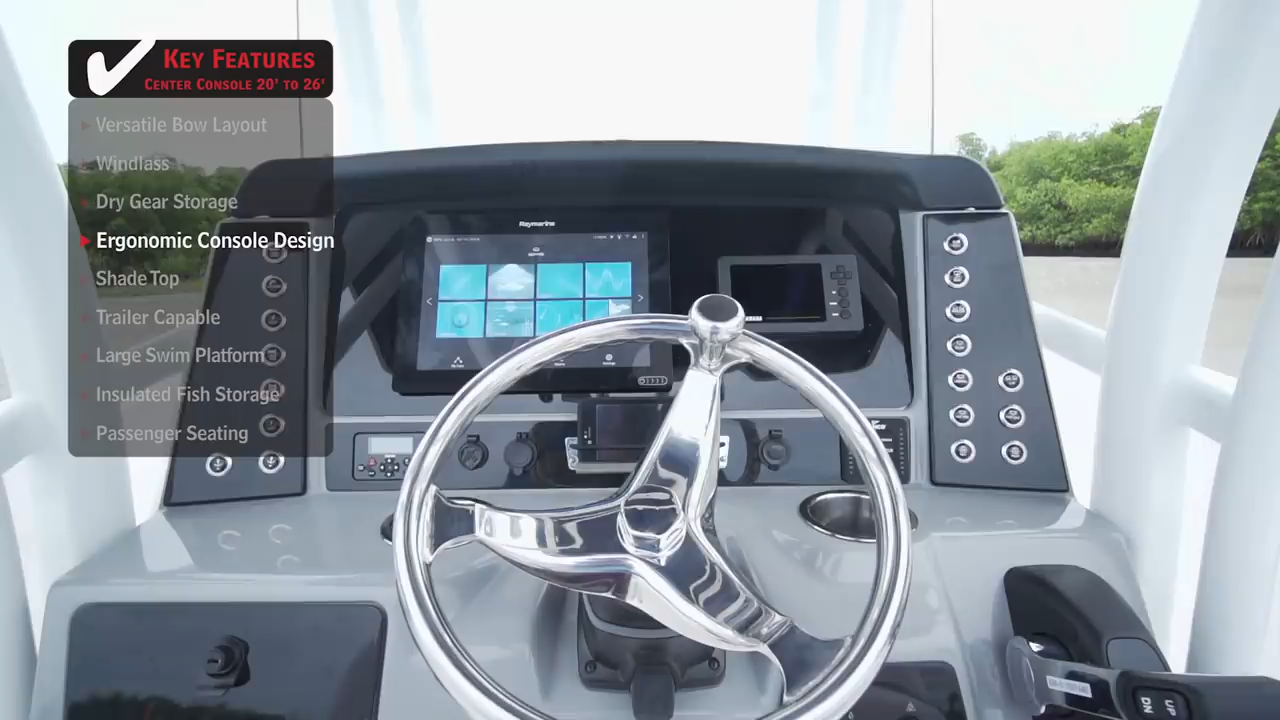 Key Features
Center Console 20' to 26'
Versatile Bow Layout
Windlass
Dry Gear Storage
Ergonomic Console Design
Shade Top
Trailer Capable
Large Swim Platform
Insulated Fish Storage
Passenger Seating
Raymarine
UP
DN